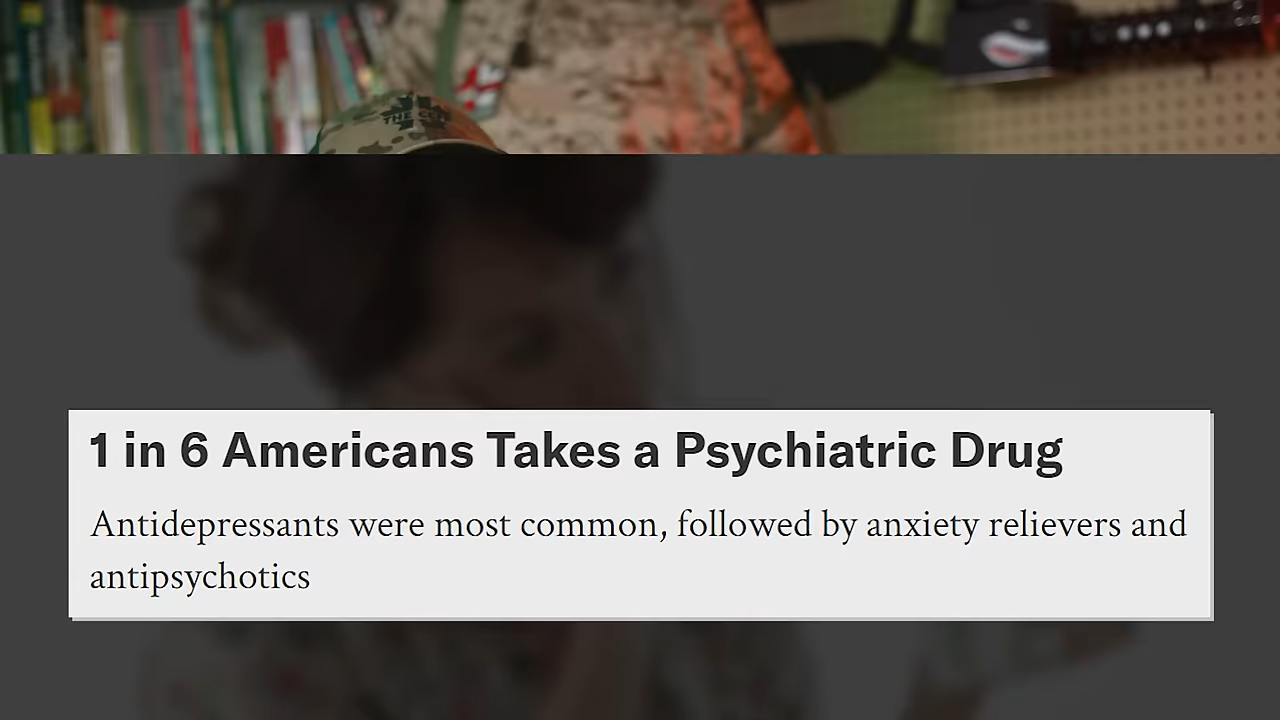 1 in 6 Americans Takes a Psychiatric Drug
Antidepressants were most common, followed by anxiety relievers and
antipsychotics